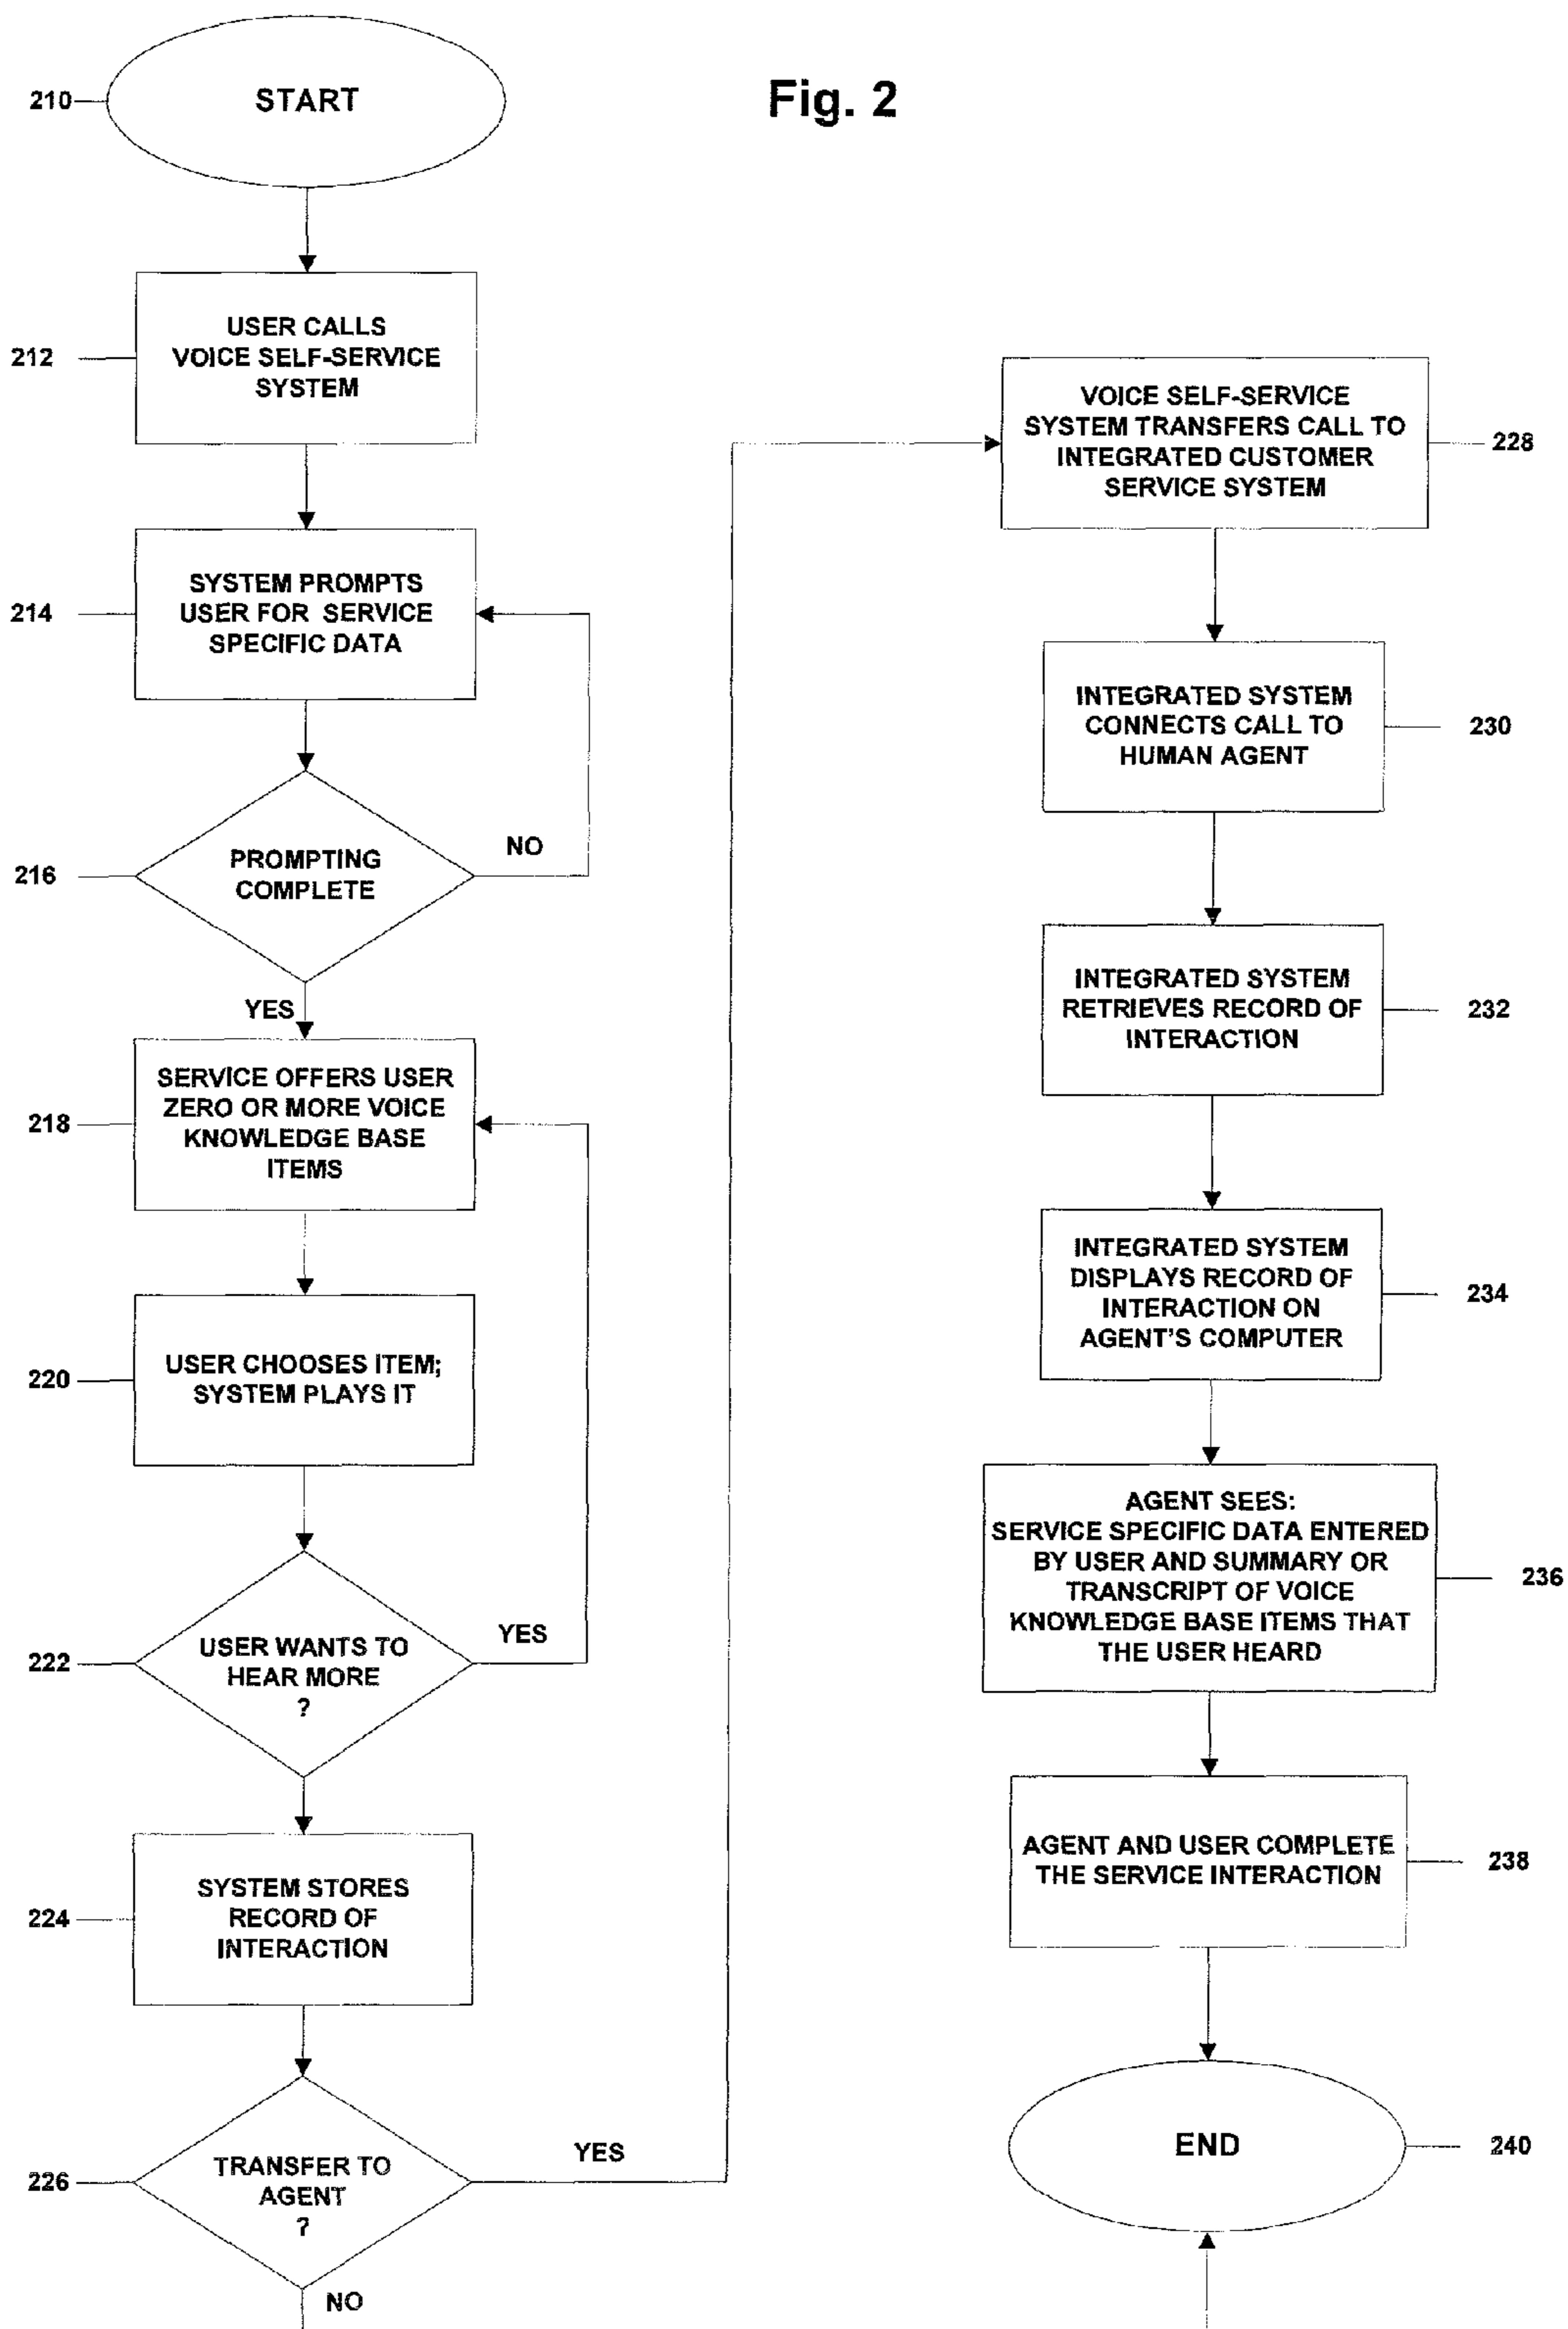 Fig. 2
210
START
212
USER CALLS
VOICE SELF-SERVICE
SYSTEM
214
SYSTEM PROMPTS
USER FOR SERVICE
SPECIFIC DATA
216
PROMPTING
COMPLETE
NO
YES
218
SERVICE OFFERS USER
ZERO OR MORE VOICE
KNOWLEDGE BASE
ITEMS
220
USER CHOOSES ITEM;
SYSTEM PLAYS IT
222
USER WANTS TO
HEAR MORE
?
YES
224
SYSTEM STORES
RECORD OF
INTERACTION
226
TRANSFER TO
AGENT
?
YES
NO
VOICE SELF-SERVICE
SYSTEM TRANSFERS CALL TO
INTEGRATED CUSTOMER
SERVICE SYSTEM
228
INTEGRATED SYSTEM
CONNECTS CALL TO
HUMAN AGENT
230
INTEGRATED SYSTEM
RETRIEVES RECORD OF
INTERACTION
232
INTEGRATED SYSTEM
DISPLAYS RECORD OF
INTERACTION ON
AGENT'S COMPUTER
234
AGENT SEES:
SERVICE SPECIFIC DATA ENTERED
BY USER AND SUMMARY OR
TRANSCRIPT OF VOICE
KNOWLEDGE BASE ITEMS THAT
THE USER HEARD
236
AGENT AND USER COMPLETE
THE SERVICE INTERACTION
238
END
240